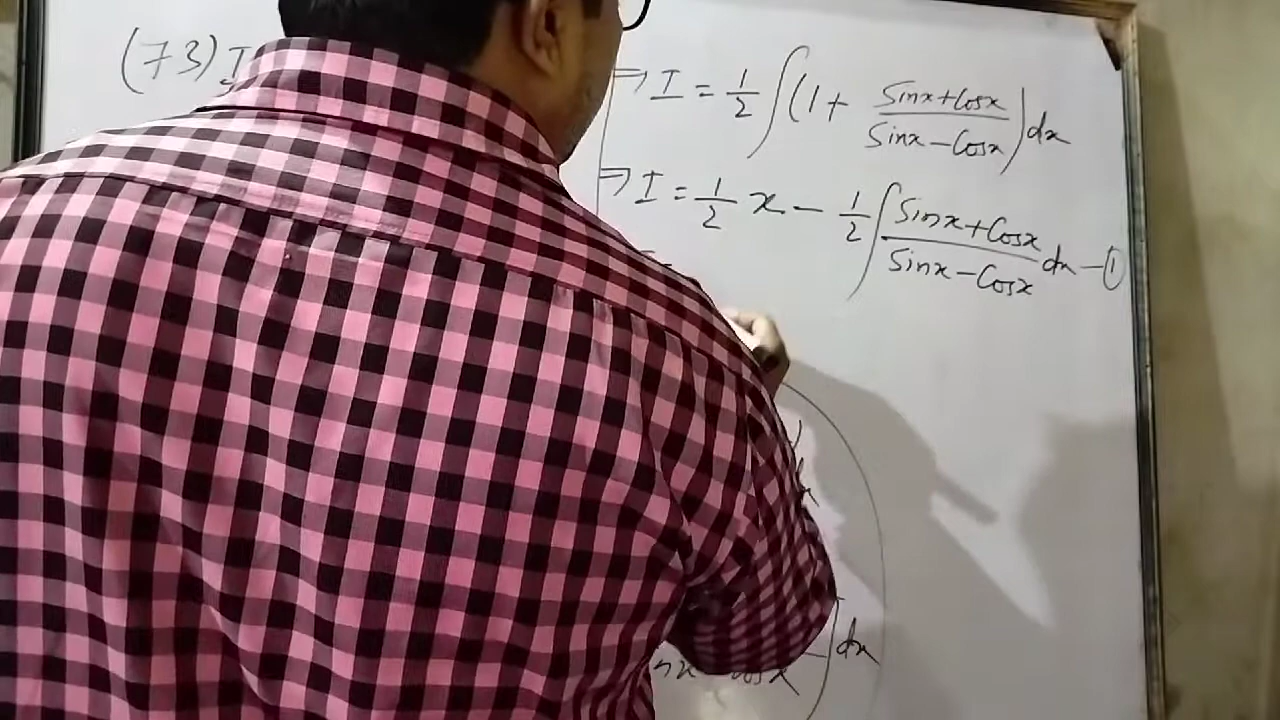 (73) I
⇒ I = 1/2 ∫(1 + (Sinx+Cosx)/(Sinx-Cosx)) dx
⇒ I = 1/2 x - 1/2 ∫ (Sinx+Cosx)/(Sinx-Cosx) dx -①
dx